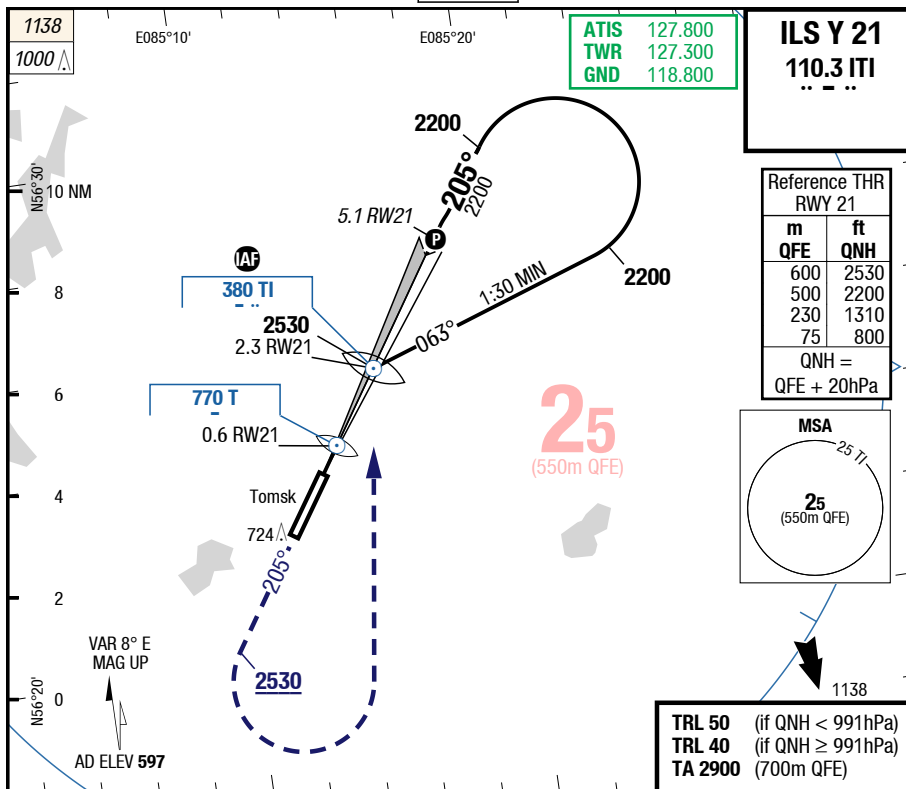 1138
1000
E085°10'
E085°20'
ATIS 127.800
TWR 127.300
GND 118.800
ILS Y 21
110.3 ITI
N56°30'
10 NM
2200
205°
2200
5.1 RW21
P
IAF
380 TI
8
2530
2.3 RW21
063°
1:30 MIN
2200
Reference THR
RWY 21
m ft
QFE QNH
600 2530
500 2200
230 1310
75 800
QNH =
QFE + 20hPa
6
770 T
0.6 RW21
25
(550m QFE)
MSA
25 TI
25
(550m QFE)
4
Tomsk
724
205°
2
VAR 8° E
MAG UP
2530
N56°20'
0
AD ELEV 597
1138
TRL 50 (if QNH < 991hPa)
TRL 40 (if QNH ≥ 991hPa)
TA 2900 (700m QFE)